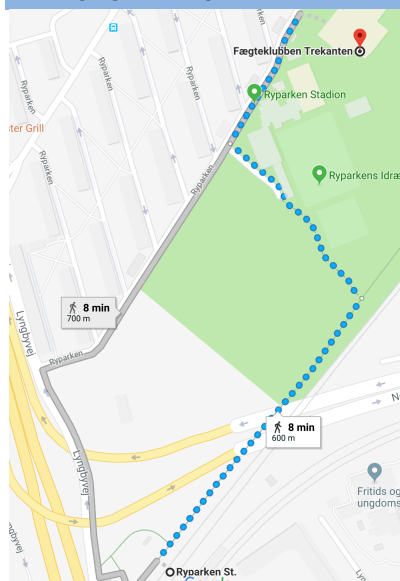 Fægteklubben Trekanten
Ryparken
Ryparken
Ryparken
Ryparken Stadion
ster Grill
Ryparken
Ryparken
Ryparkens Idræ
8 min
700 m
Lyngbyvej
Ryparken
8 min
600 m
Lyngbyvej
Fritids og
ungdoms
Lyngbyvej
Ryparken St.